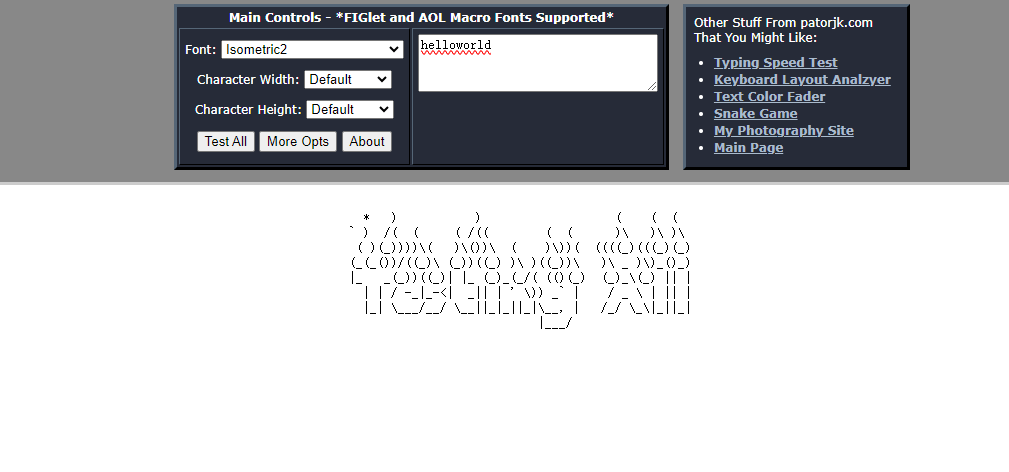 Main Controls - *FIGlet and AOL Macro Fonts Supported*
Font: Isometric2
Character Width: Default
Character Height: Default
Test All More Opts About
helloworld
Other Stuff From patorjk.com
That You Might Like:
Typing Speed Test
Keyboard Layout Analzyer
Text Color Fader
Snake Game
My Photography Site
Main Page
Testing All